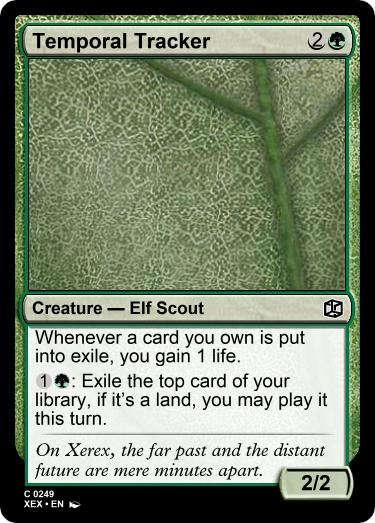 Temporal Tracker 2
Creature — Elf Scout
Whenever a card you own is put
into exile, you gain 1 life.
1 : Exile the top card of your
library, if it's a land, you may play it
this turn.
On Xerex, the far past and the distant
future are mere minutes apart.
2/2
C 0249
XEX • EN